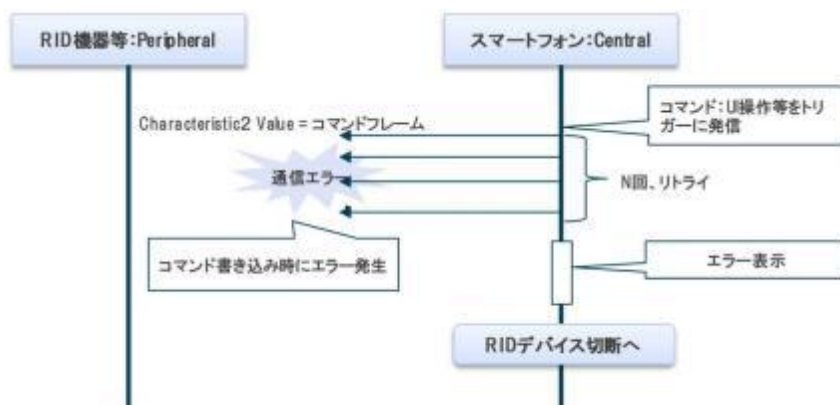 RID機器等:Peripheral
スマートフォン:Central
コマンド:UI操作等をトリ
ガーに発信
Characteristic2 Value = コマンドフレーム
通信エラー
N回、リトライ
コマンド書き込み時にエラー発生
エラー表示
RIDデバイス切断へ